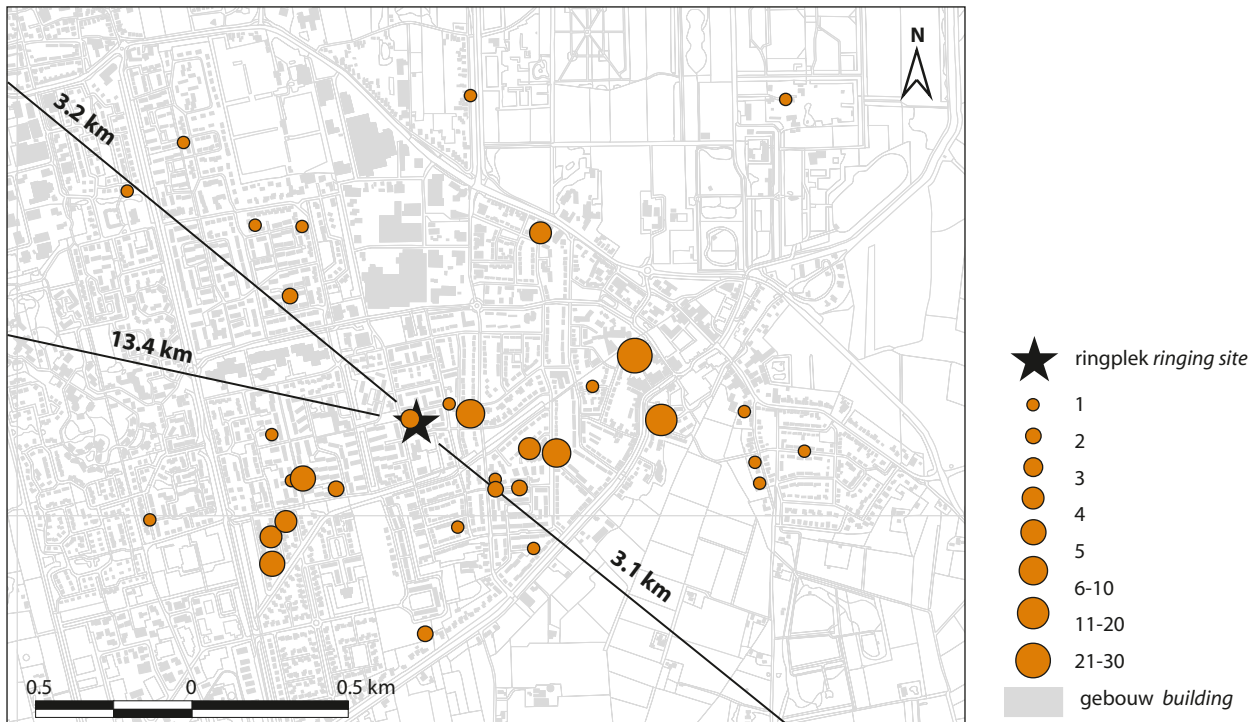 N
3.2 km
13.4 km
3.1 km
0.5 0 0.5 km
ringplek ringing site
1
2
3
4
5
6-10
11-20
21-30
gebouw building